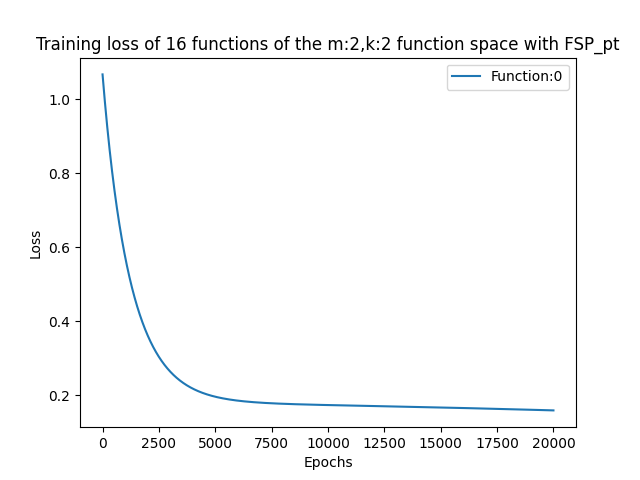 Training loss of 16 functions of the m:2,k:2 function space with FSP_pt
Function:0
1.0
0.8
0.6
0.4
0.2
Loss
0 2500 5000 7500 10000 12500 15000 17500 20000
Epochs